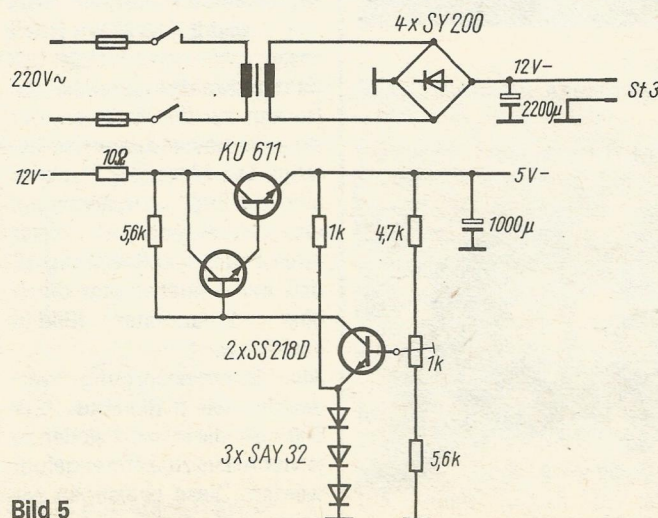 4x SY200
220V~
12V-
2200µ
St 3
KU 611
12V-
10Ω
5V-
5,6k
1k
4,7k
1000µ
2xSS218D
1k
3x SAY 32
5,6k
Bild 5